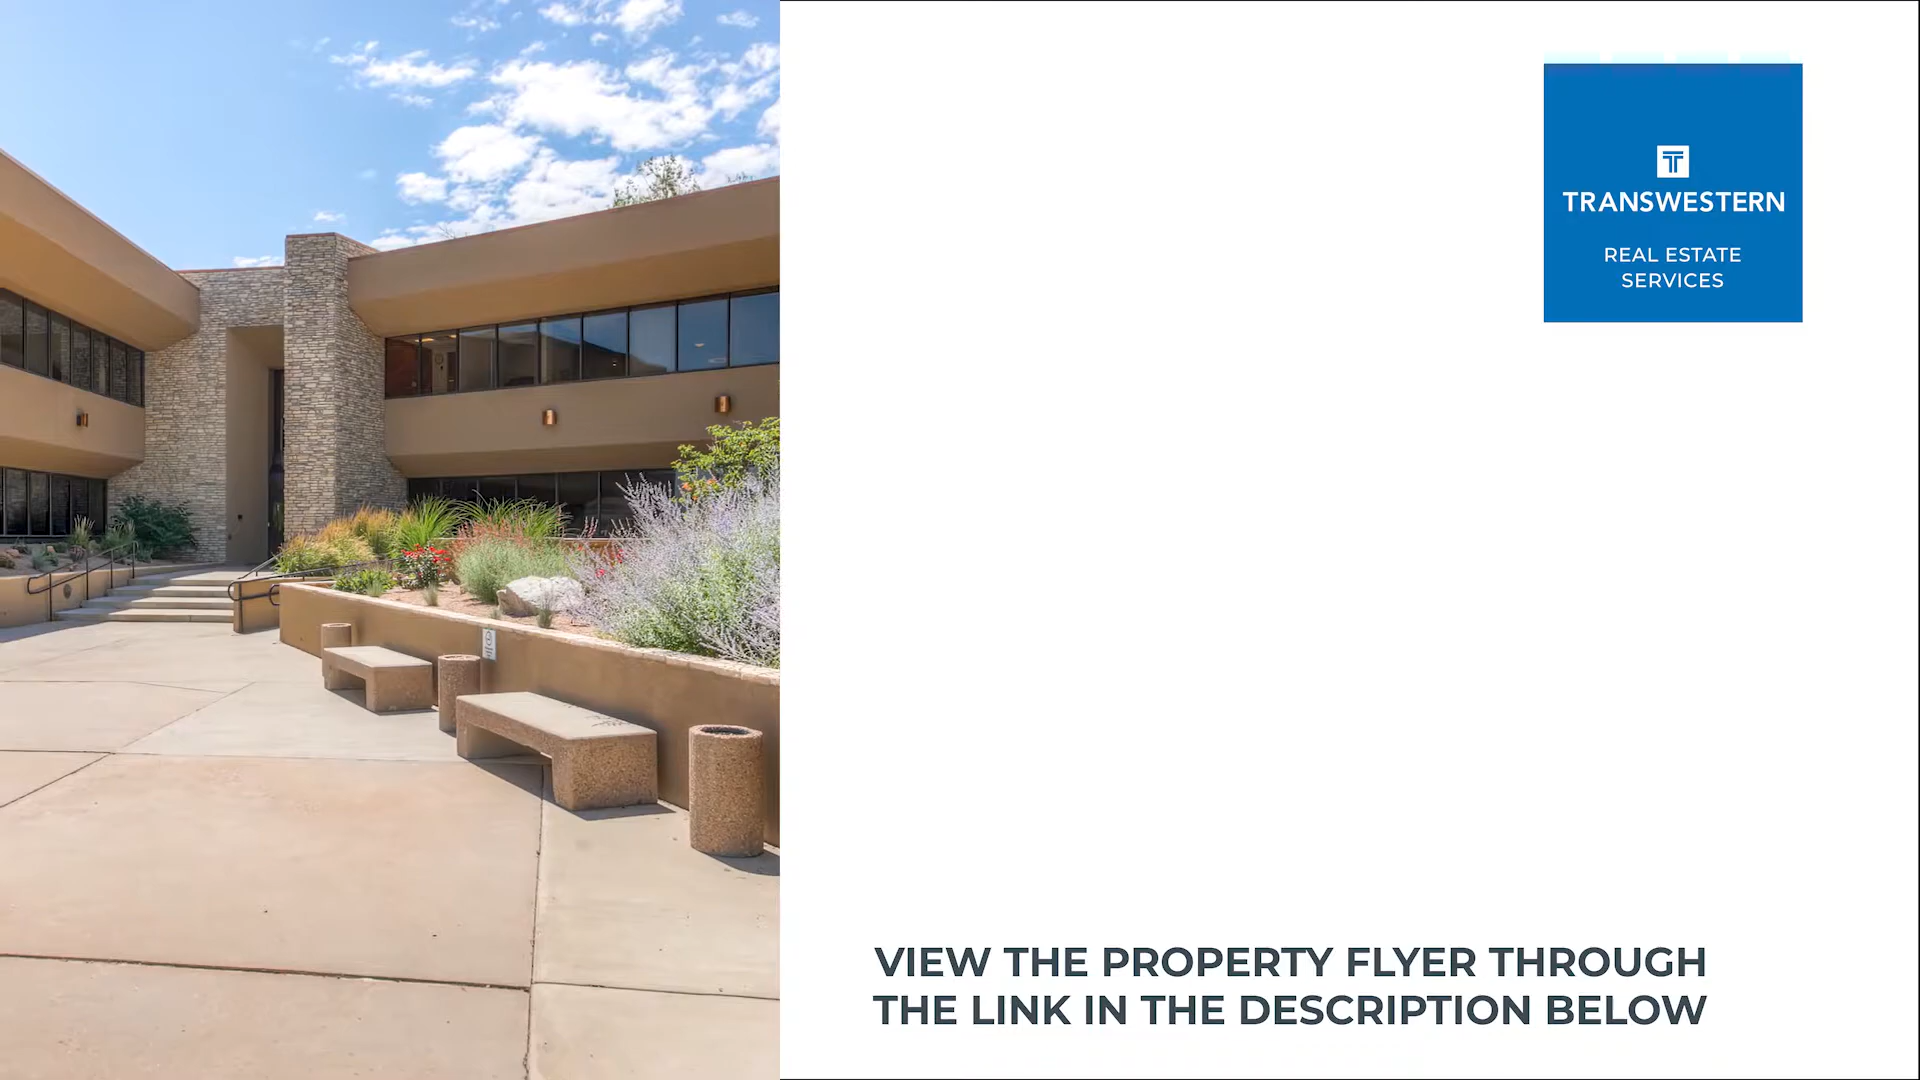 TRANSWESTERN
REAL ESTATE
SERVICES
VIEW THE PROPERTY FLYER THROUGH
THE LINK IN THE DESCRIPTION BELOW